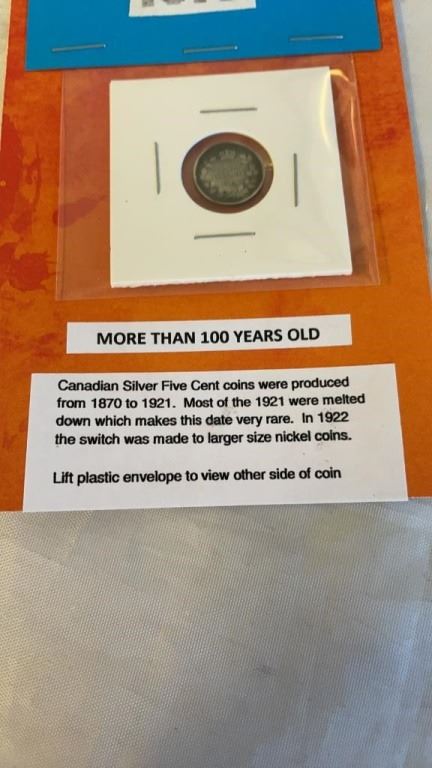 MORE THAN 100 YEARS OLD
Canadian Silver Five Cent coins were produced
from 1870 to 1921. Most of the 1921 were melted
down which makes this date very rare. In 1922
the switch was made to larger size nickel coins.
Lift plastic envelope to view other side of coin